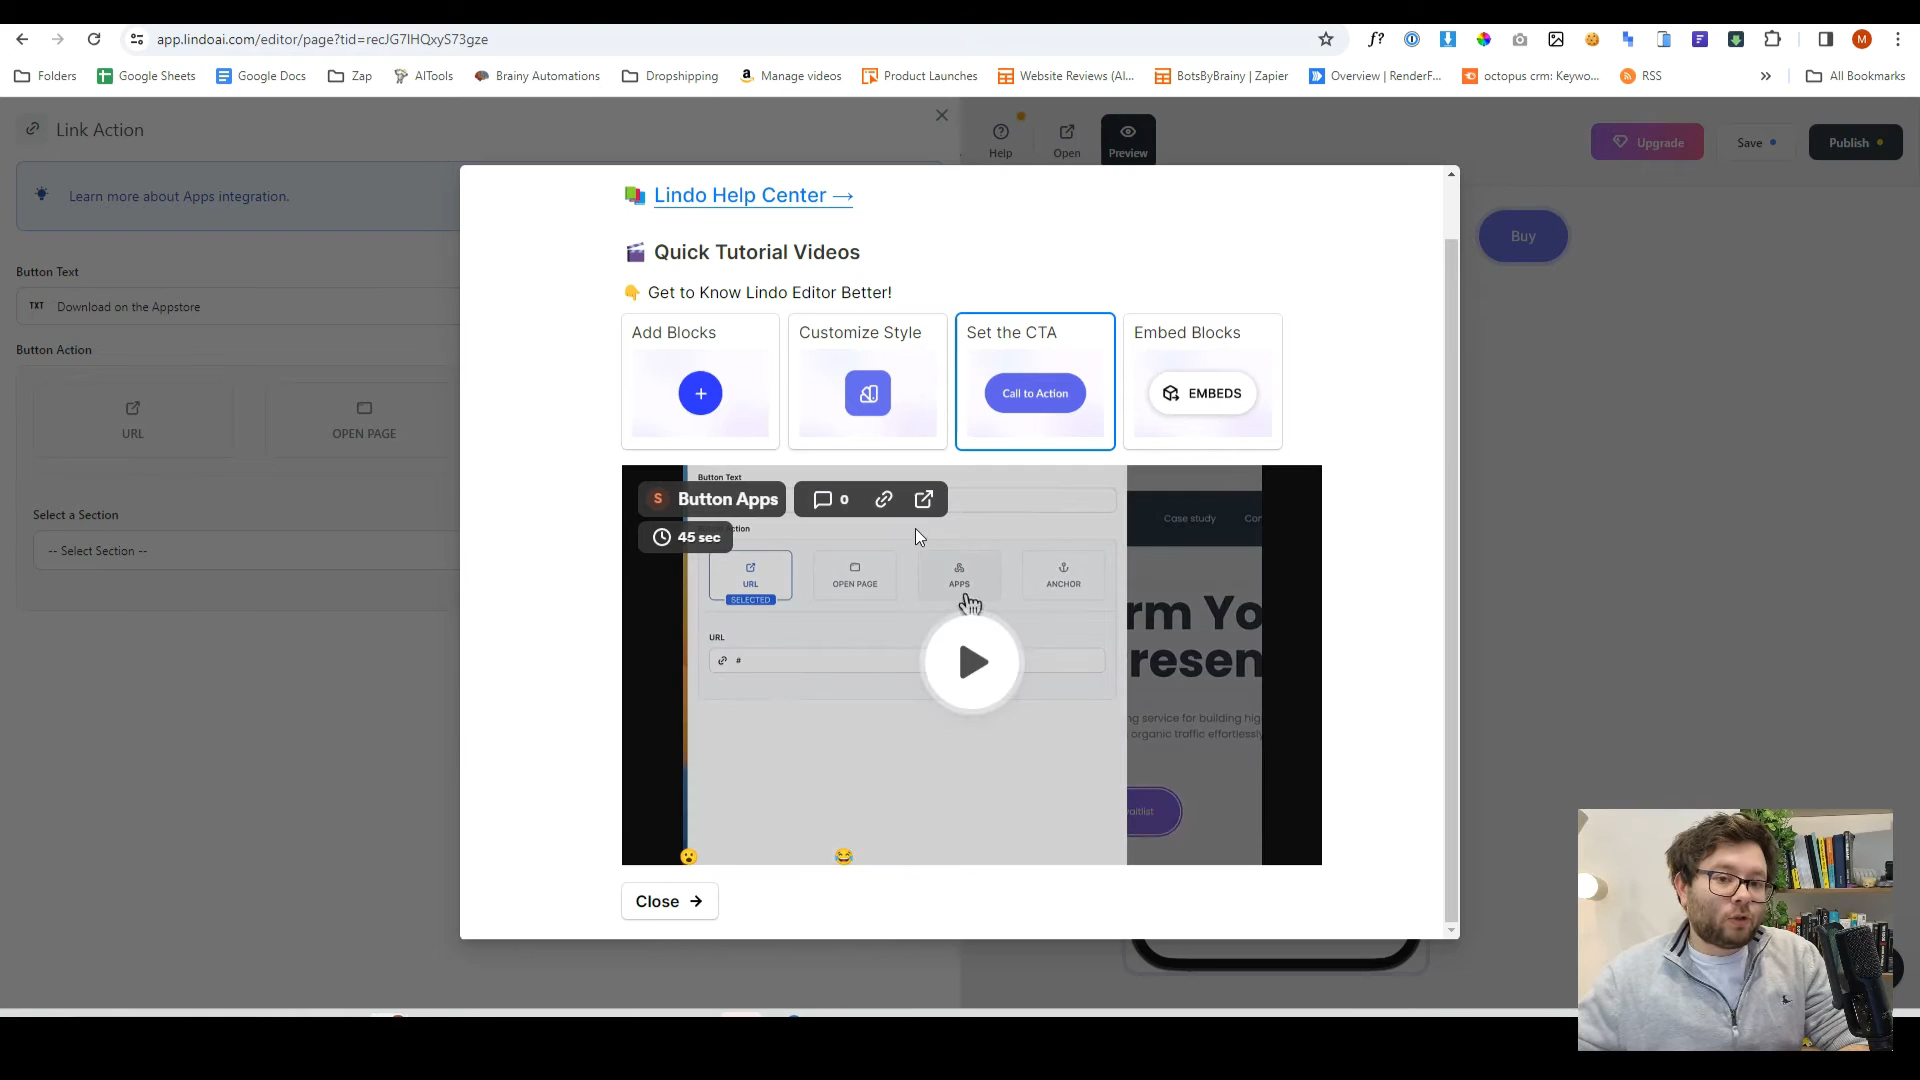 app.lindoai.com/editor/page?tid=recJG7lHQxyS73gze
f?
M
Folders
Google Sheets
Google Docs
Zap
AITools
Brainy Automations
Dropshipping
Manage videos
Product Launches
Website Reviews (AI...
BotsByBrainy | Zapier
Overview | RenderF...
octopus crm: Keywo...
RSS
All Bookmarks
Link Action
Help
Open
Preview
Upgrade
Save
Publish
Learn more about Apps integration.
Lindo Help Center →
Buy
Quick Tutorial Videos
Button Text
TXT Download on the Appstore
Get to Know Lindo Editor Better!
Add Blocks
Customize Style
Set the CTA
Embed Blocks
Button Action
Call to Action
EMBEDS
URL
OPEN PAGE
Button Text
S Button Apps
0
45 sec
Case study
URL
SELECTED
OPEN PAGE
APPS
ANCHOR
Select a Section
-- Select Section --
URL
#
rm Yo
resen
ng service for building hig
organic traffic effortlessly
aitlist
Close →